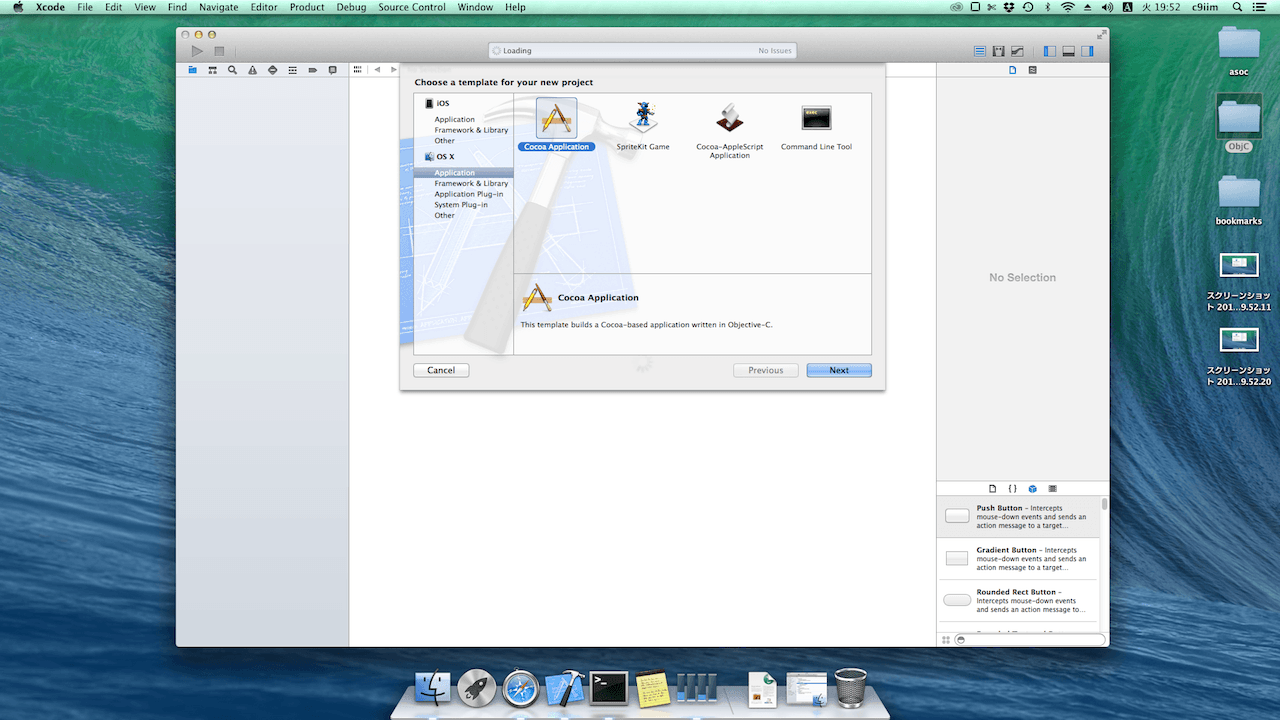 Xcode File Edit View Find Navigate Editor Product Debug Source Control Window Help
A 火 19:52 c9iim
Loading
No Issues
Choose a template for your new project
iOS
Application
Framework & Library
Other
OS X
Application
Framework & Library
Application Plug-in
System Plug-in
Other
Cocoa Application
SpriteKit Game
Cocoa-AppleScript
Application
Command Line Tool
Cocoa Application
This template builds a Cocoa-based application written in Objective-C.
Cancel
Previous
Next
No Selection
Push Button - Intercepts
mouse-down events and sends an
action message to a target...
Gradient Button - Intercepts
mouse-down events and sends an
action message to a target...
Rounded Rect Button -
Intercepts mouse-down events
and sends an action message to...
asoc
ObjC
bookmarks
スクリーンショッ
ト 201...9.52.11
スクリーンショッ
ト 201...9.52.20